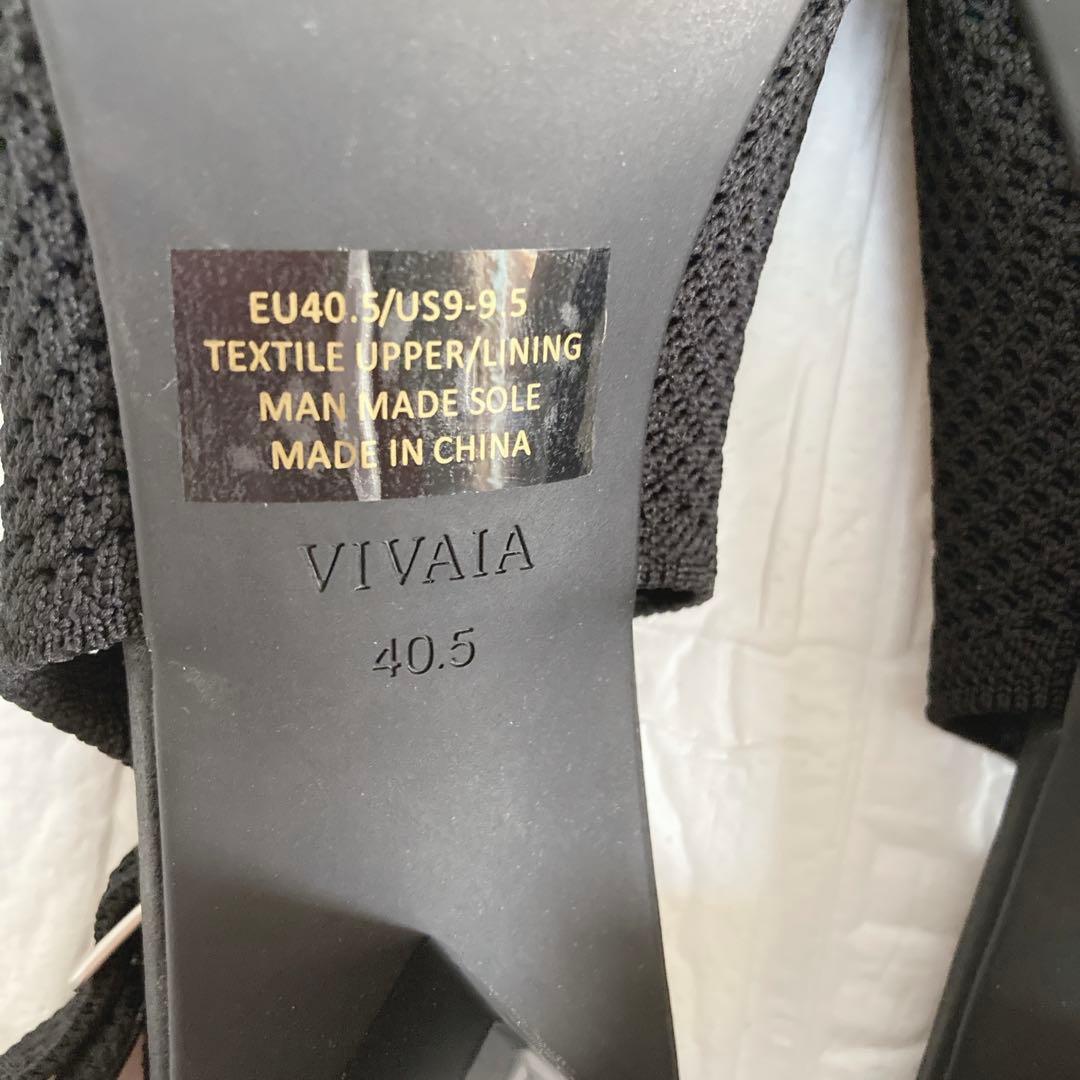 EU40.5/US9-9.5
TEXTILE UPPER/LINING
MAN MADE SOLE
MADE IN CHINA
VIVAIA
40.5